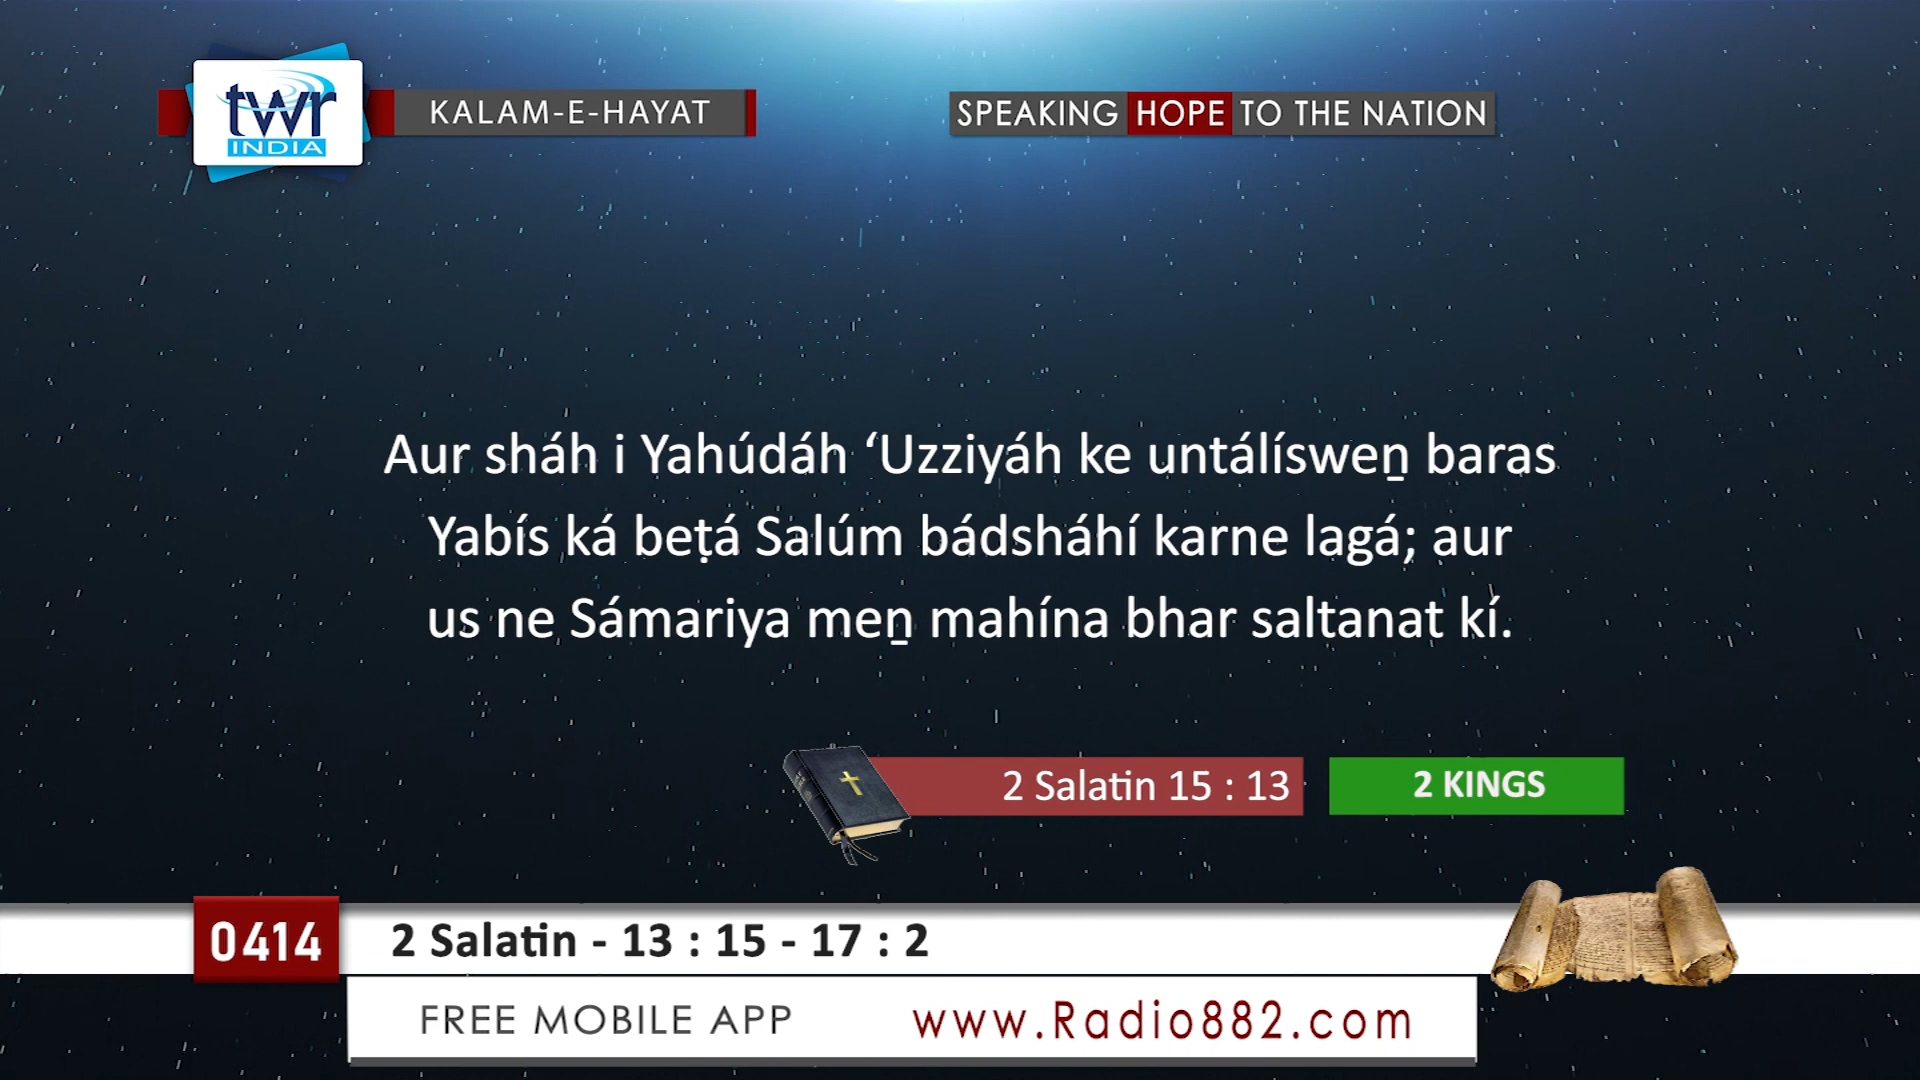 twr
INDIA
KALAM-E-HAYAT
SPEAKING HOPE TO THE NATION
Aur sháh i Yahúdáh ‘Uzziyáh ke untálísweṉ baras
Yabís ká beṭá Salúm bádsháhí karne lagá; aur
us ne Sámariya meṉ mahína bhar saltanat kí.
2 Salatin 15 : 13
2 KINGS
0414
2 Salatin - 13 : 15 - 17 : 2
FREE MOBILE APP
www.Radio882.com